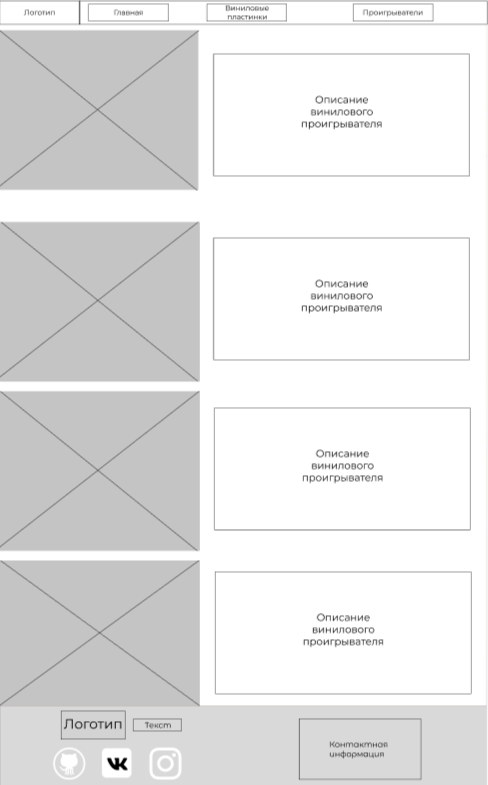 Логотип
Главная
Виниловые
пластинки
Проигрыватели
Описание
винилового
проигрывателя
Описание
винилового
проигрывателя
Описание
винилового
проигрывателя
Описание
винилового
проигрывателя
Логотип
Текст
Контактная
информация